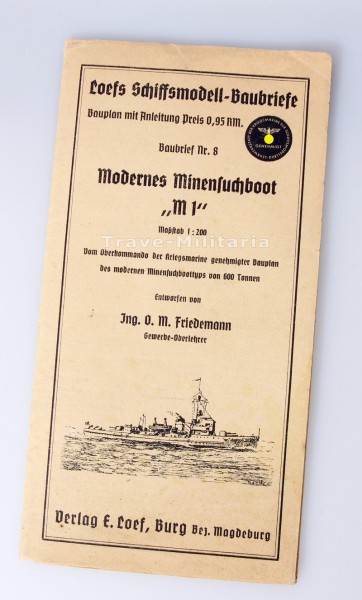 Loefs Schiffsmodell-Baubriefe
Bauplan mit Anleitung Preis 0,95 RM.
GENEHMIGT
Baubrief Nr. 8
Modernes Minensuchboot
„M 1“
Maßstab 1 : 200
Trave-Militaria
Vom Oberkommando der Kriegsmarine genehmigter Bauplan
des modernen Minensuchboottyps von 600 Tonnen
Entworfen von
Ing. O. M. Friedemann
Gewerbe-Oberlehrer
Verlag E. Loef, Burg Bez. Magdeburg